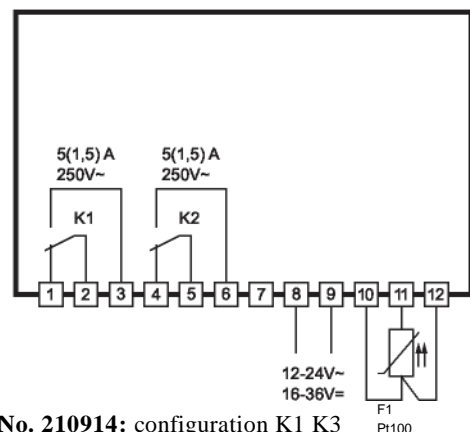 5(1,5) A 5(1,5) A
250V~ 250V~
K1 K2
1 2 3 4 5 6 7 8 9 10 11 12
12-24V~
16-36V=
F1
Pt100
No. 210914: configuration K1 K3